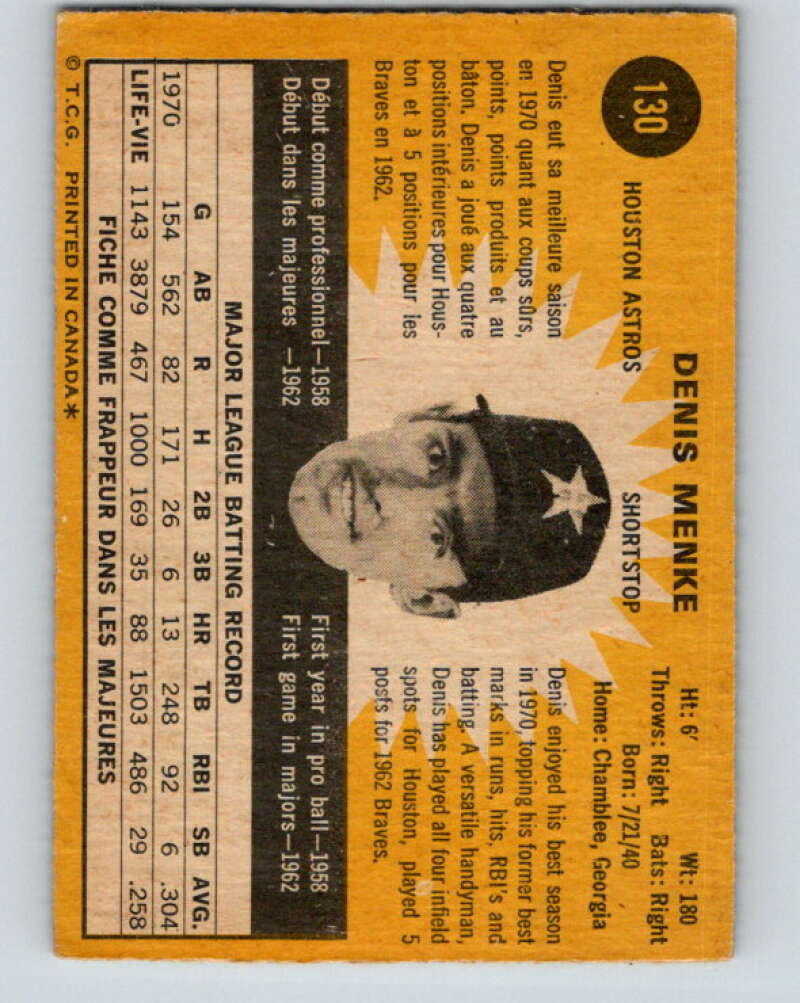 130
DENIS MENKE
HOUSTON ASTROS
SHORTSTOP
Ht: 6' Wt: 180
Throws: Right Bats: Right
Born: 7/21/40
Home: Chamblee, Georgia
Denis eut sa meilleure saison
en 1970 quant aux coups sûrs,
points, points produits et au
bâton. Denis a joué aux quatre
positions intérieures pour Hous-
ton et à 5 positions pour les
Braves en 1962.
Denis enjoyed his best season
in 1970, topping his former best
marks in runs, hits, RBI's and
batting. A versatile handyman,
Denis has played all four infield
spots for Houston, played 5
posts for 1962 Braves.
Début comme professionnel—1958
Début dans les majeures —1962
First year in pro ball—1958
First game in majors—1962
MAJOR LEAGUE BATTING RECORD
G AB R H 2B 3B HR TB RBI SB AVG.
1970 154 562 82 171 26 6 13 248 92 6 .304
LIFE-VIE 1143 3879 467 1000 169 35 88 1503 486 29 .258
FICHE COMME FRAPPEUR DANS LES MAJEURES
© T.C.G. PRINTED IN CANADA*